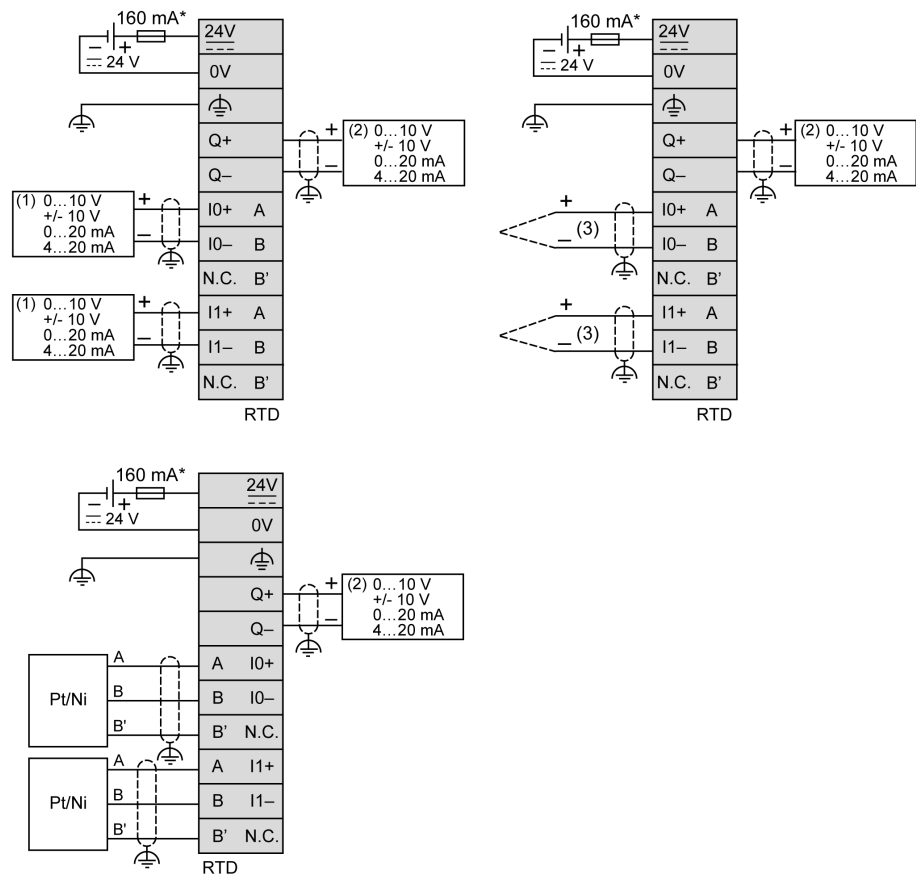 160 mA*
24 V
24V
0V
Q+
Q–
I0+ A
I0– B
N.C. B’
I1+ A
I1– B
N.C. B’
RTD
+ (2) 0...10 V
+/- 10 V
0...20 mA
– 4...20 mA
(1) 0...10 V +
+/- 10 V
0...20 mA
4...20 mA –
(1) 0...10 V +
+/- 10 V
0...20 mA
4...20 mA –
160 mA*
– +
24 V
24V
0V
Q+
Q–
I0+ A
I0– B
N.C. B’
I1+ A
I1– B
N.C. B’
RTD
+ (2) 0...10 V
+/- 10 V
0...20 mA
– 4...20 mA
+
– (3)
+
– (3)
160 mA*
– +
24 V
24V
0V
Q+
Q–
A I0+
B I0–
B’ N.C.
A I1+
B I1–
B’ N.C.
RTD
+ (2) 0...10 V
+/- 10 V
0...20 mA
– 4...20 mA
Pt/Ni
A
B
B'
Pt/Ni
A
B
B'